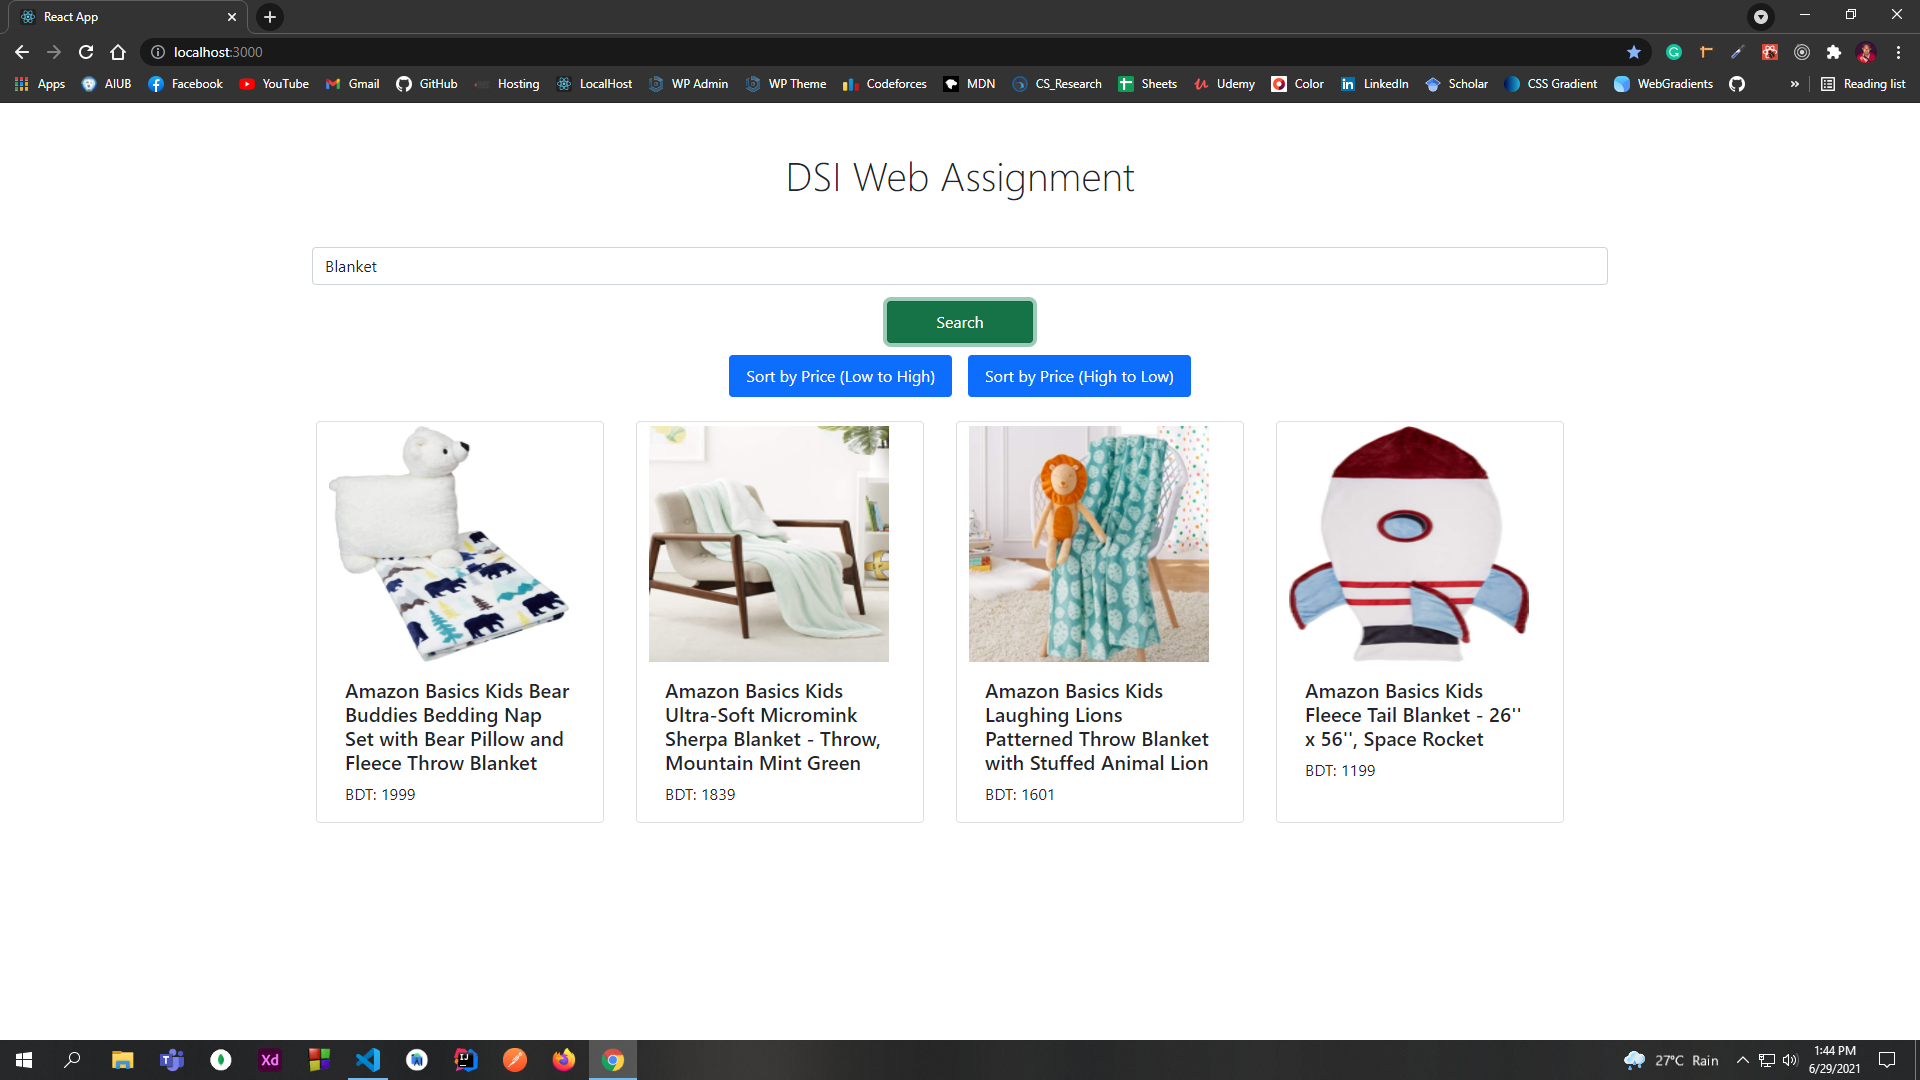 React App
localhost:3000
Apps AIUB Facebook YouTube Gmail GitHub Hosting LocalHost WP Admin WP Theme Codeforces MDN CS_Research Sheets Udemy Color LinkedIn Scholar CSS Gradient WebGradients » Reading list
DSI Web Assignment
Blanket
Search
Sort by Price (Low to High) Sort by Price (High to Low)
Amazon Basics Kids Bear
Buddies Bedding Nap
Set with Bear Pillow and
Fleece Throw Blanket
BDT: 1999
Amazon Basics Kids
Ultra-Soft Micromink
Sherpa Blanket - Throw,
Mountain Mint Green
BDT: 1839
Amazon Basics Kids
Laughing Lions
Patterned Throw Blanket
with Stuffed Animal Lion
BDT: 1601
Amazon Basics Kids
Fleece Tail Blanket - 26''
x 56'', Space Rocket
BDT: 1199
Xd
27°C Rain
1:44 PM
6/29/2021